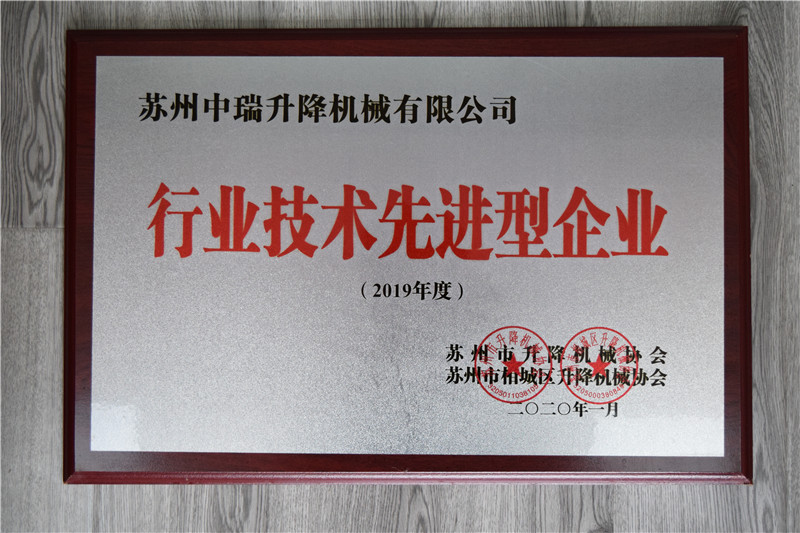 苏州中瑞升降机械有限公司
行业技术先进型企业
（2019年度）
苏州市升降机械协会
苏州市相城区升降机械协会
二〇二〇年一月